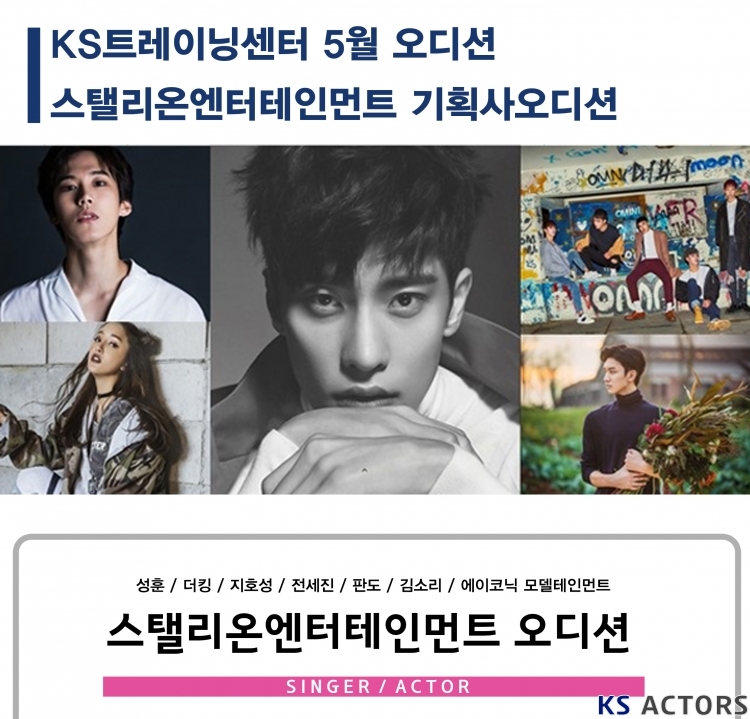 KS트레이닝센터 5월 오디션
스탤리온엔터테인먼트 기획사오디션
moon
OMNI
성훈 / 더킹 / 지호성 / 전세진 / 판도 / 김소리 / 에이코닉 모델테인먼트
스탤리온엔터테인먼트 오디션
SINGER / ACTOR
KS ACTORS